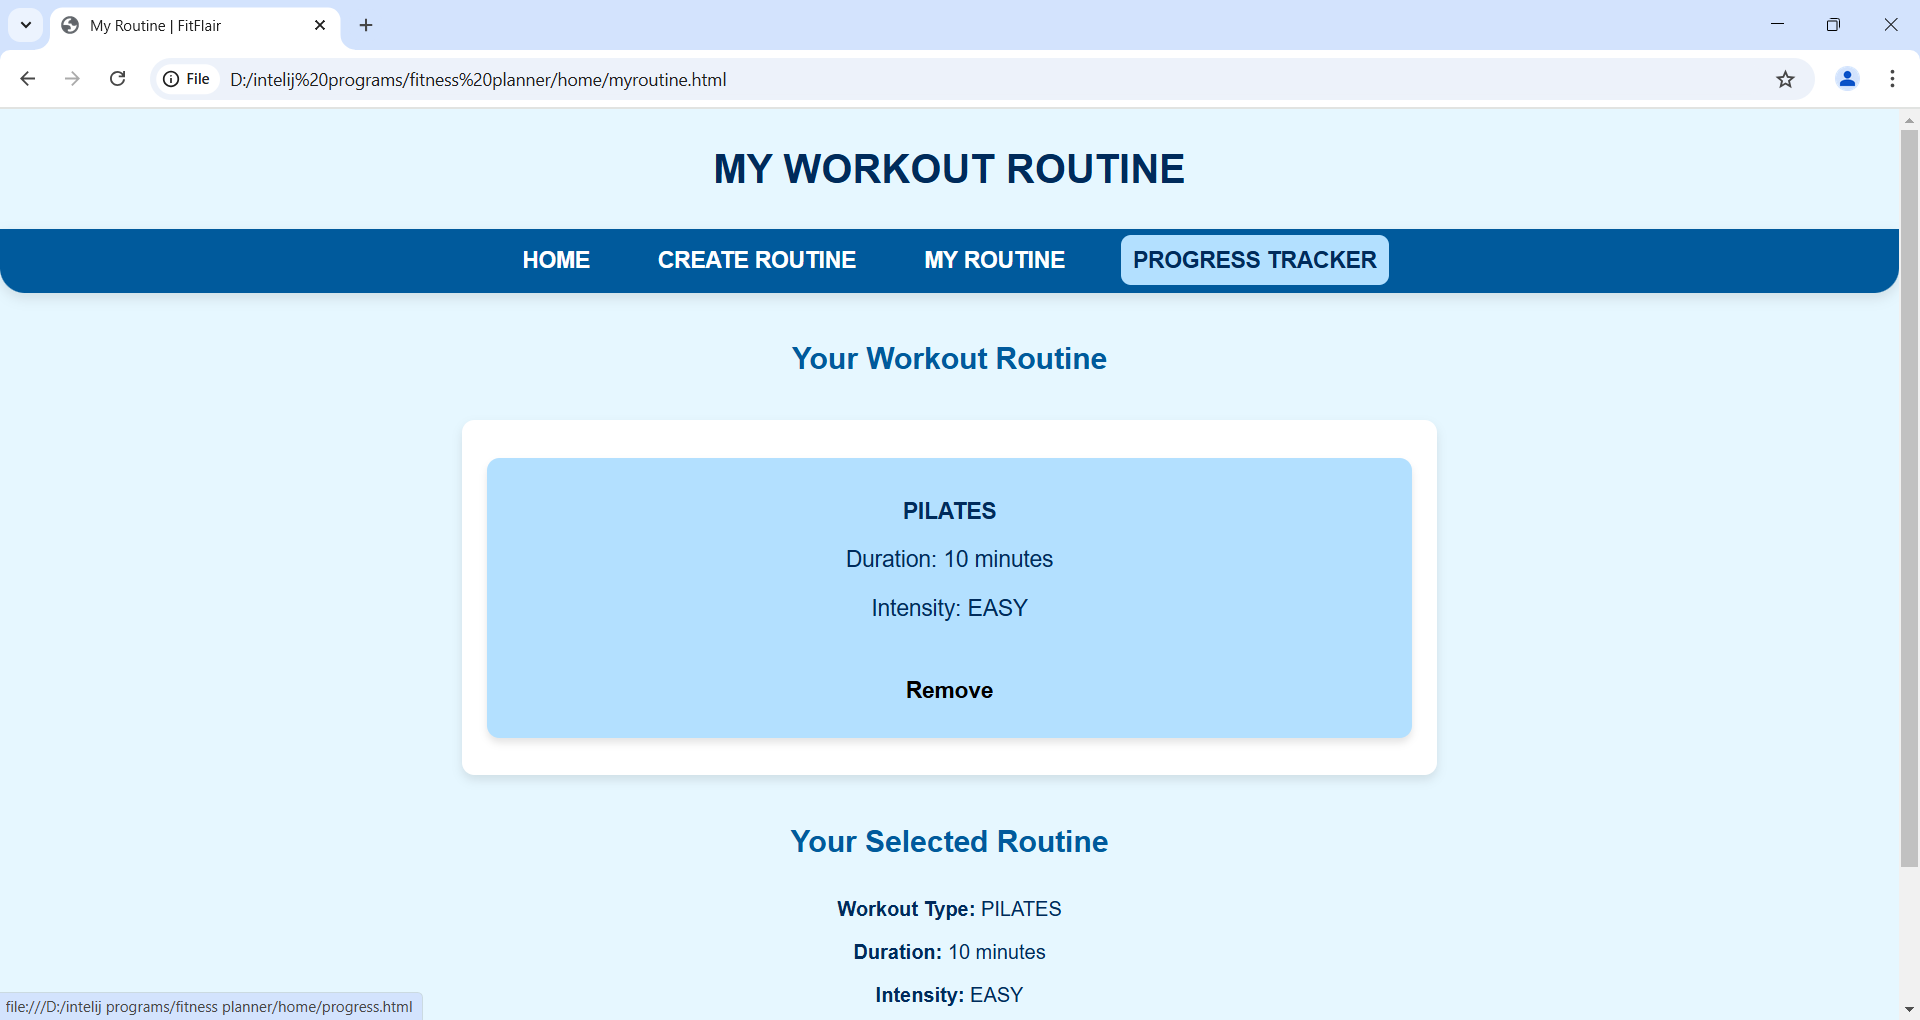 My Routine | FitFlair
File
D:/intelij%20programs/fitness%20planner/home/myroutine.html
MY WORKOUT ROUTINE
HOME
CREATE ROUTINE
MY ROUTINE
PROGRESS TRACKER
Your Workout Routine
PILATES
Duration: 10 minutes
Intensity: EASY
Remove
Your Selected Routine
Workout Type: PILATES
Duration: 10 minutes
Intensity: EASY
file:///D:/intelij programs/fitness planner/home/progress.html